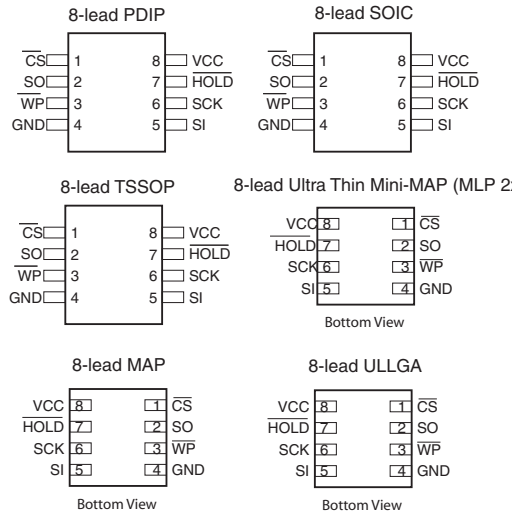 8-lead PDIP
CS 1 8 VCC
SO 2 7 HOLD
WP 3 6 SCK
GND 4 5 SI
8-lead SOIC
CS 1 8 VCC
SO 2 7 HOLD
WP 3 6 SCK
GND 4 5 SI
8-lead TSSOP
CS 1 8 VCC
SO 2 7 HOLD
WP 3 6 SCK
GND 4 5 SI
8-lead Ultra Thin Mini-MAP (MLP 2
VCC 8 1 CS
HOLD 7 2 SO
SCK 6 3 WP
SI 5 4 GND
Bottom View
8-lead MAP
VCC 8 1 CS
HOLD 7 2 SO
SCK 6 3 WP
SI 5 4 GND
Bottom View
8-lead ULLGA
VCC 8 1 CS
HOLD 7 2 SO
SCK 6 3 WP
SI 5 4 GND
Bottom View